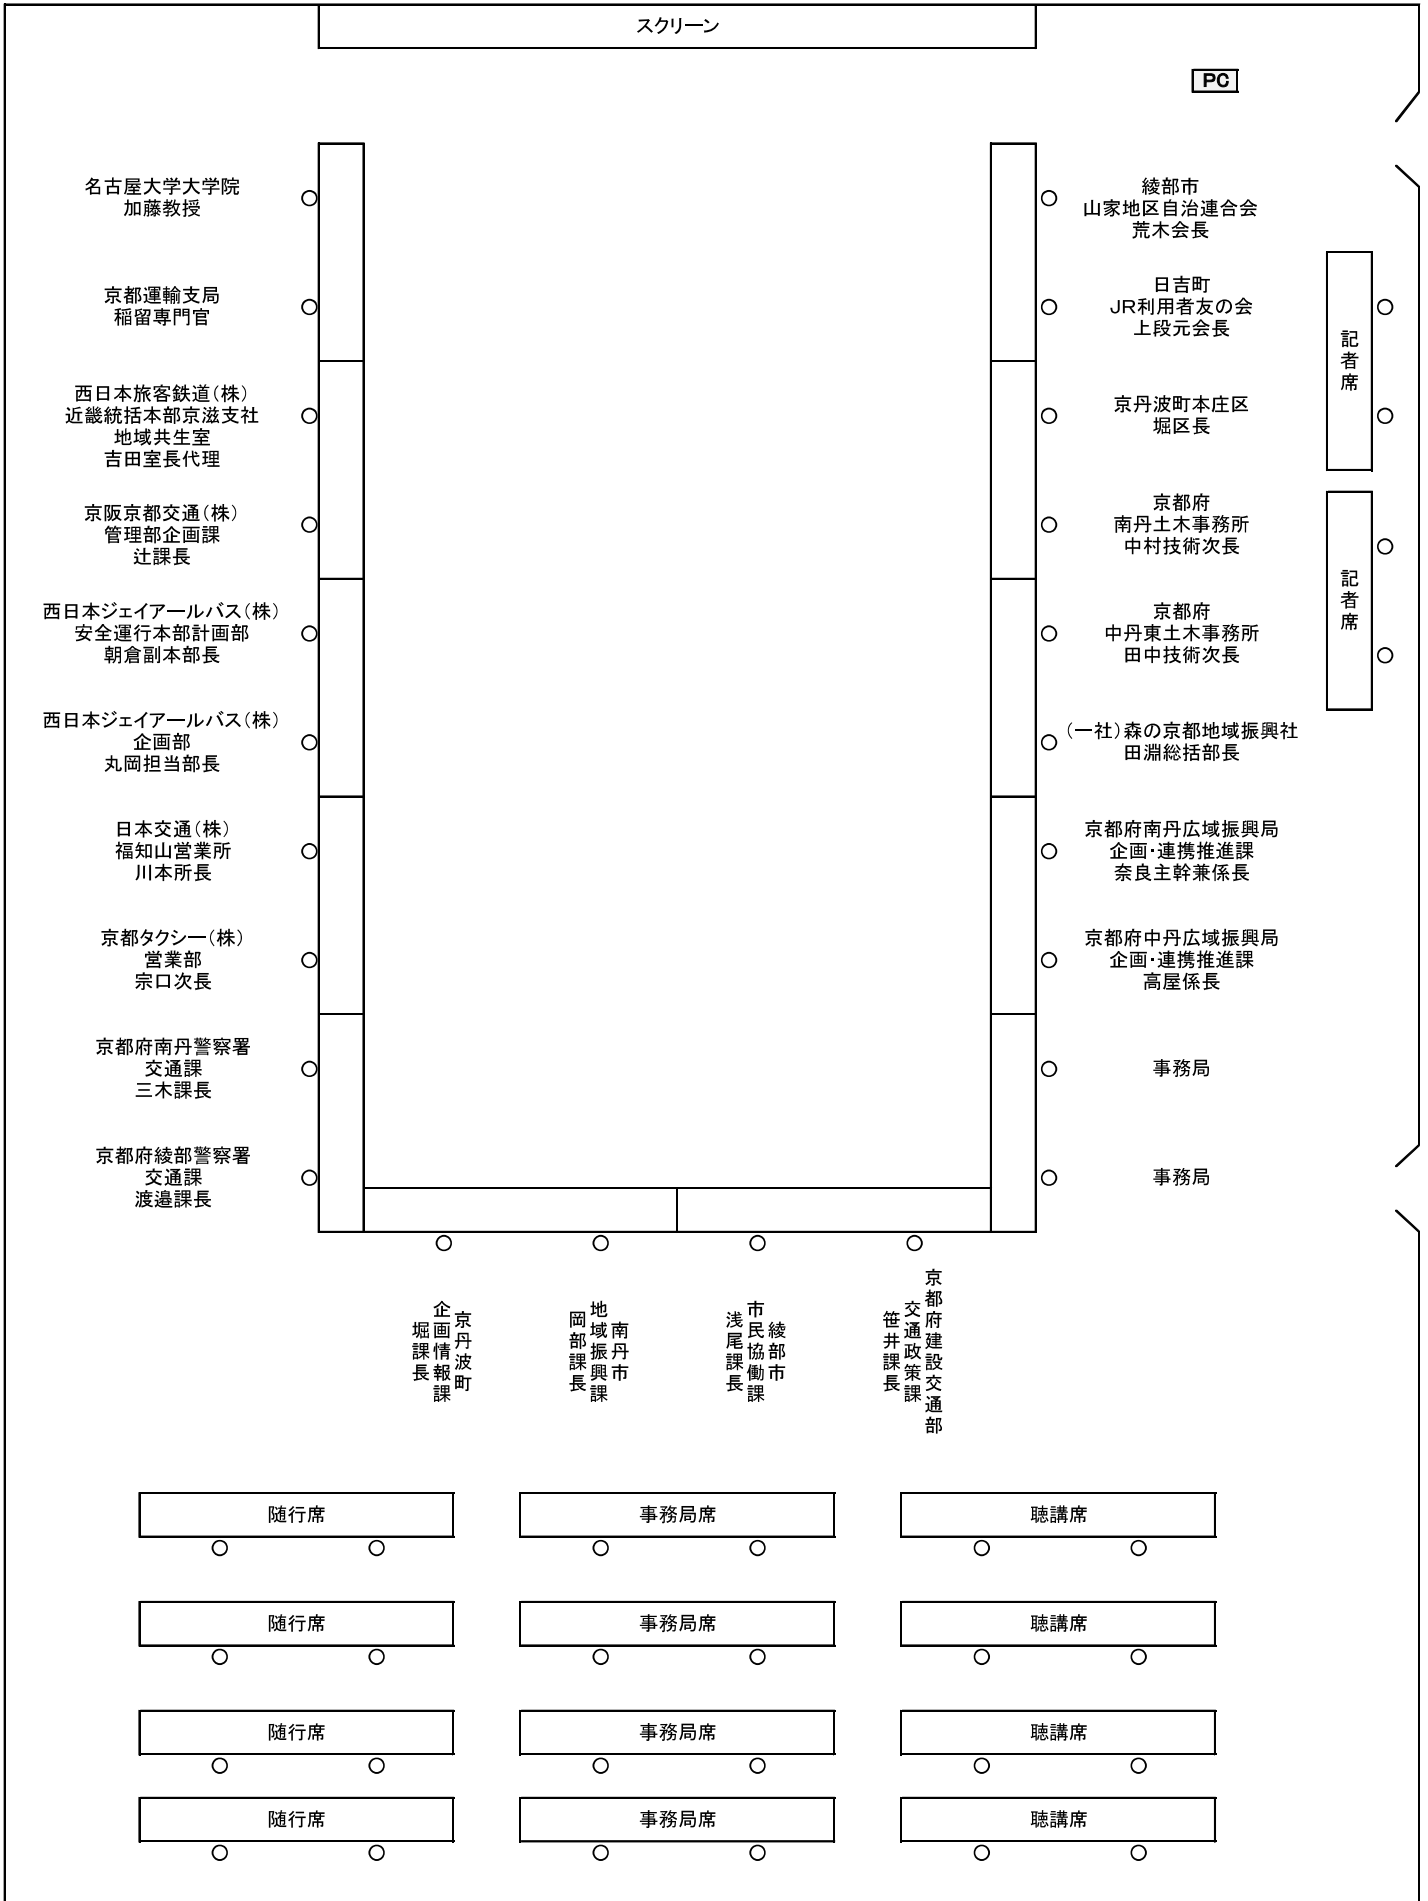 スクリーン
PC
名古屋大学大学院
加藤教授
京都運輸支局
稲留専門官
西日本旅客鉄道(株)
近畿統括本部京滋支社
地域共生室
吉田室長代理
京阪京都交通(株)
管理部企画課
辻課長
西日本ジェイアールバス(株)
安全運行本部計画部
朝倉副本部長
西日本ジェイアールバス(株)
企画部
丸岡担当部長
日本交通(株)
福知山営業所
川本所長
京都タクシー(株)
営業部
宗口次長
京都府南丹警察署
交通課
三木課長
京都府綾部警察署
交通課
渡邉課長
綾部市
山家地区自治連合会
荒木会長
日吉町
JR利用者友の会
上段元会長
京丹波町本庄区
堀区長
京都府
南丹土木事務所
中村技術次長
京都府
中丹東土木事務所
田中技術次長
(一社)森の京都地域振興社
田淵総括部長
京都府南丹広域振興局
企画・連携推進課
奈良主幹兼係長
京都府中丹広域振興局
企画・連携推進課
高屋係長
事務局
事務局
記者席
記者席
京丹波町
企画情報課
堀課長
南丹市
地域振興課
岡部課長
綾部市
市民協働課
浅尾課長
京都府建設交通部
交通政策課
笹井課長
随行席
事務局席
聴講席
随行席
事務局席
聴講席
随行席
事務局席
聴講席
随行席
事務局席
聴講席